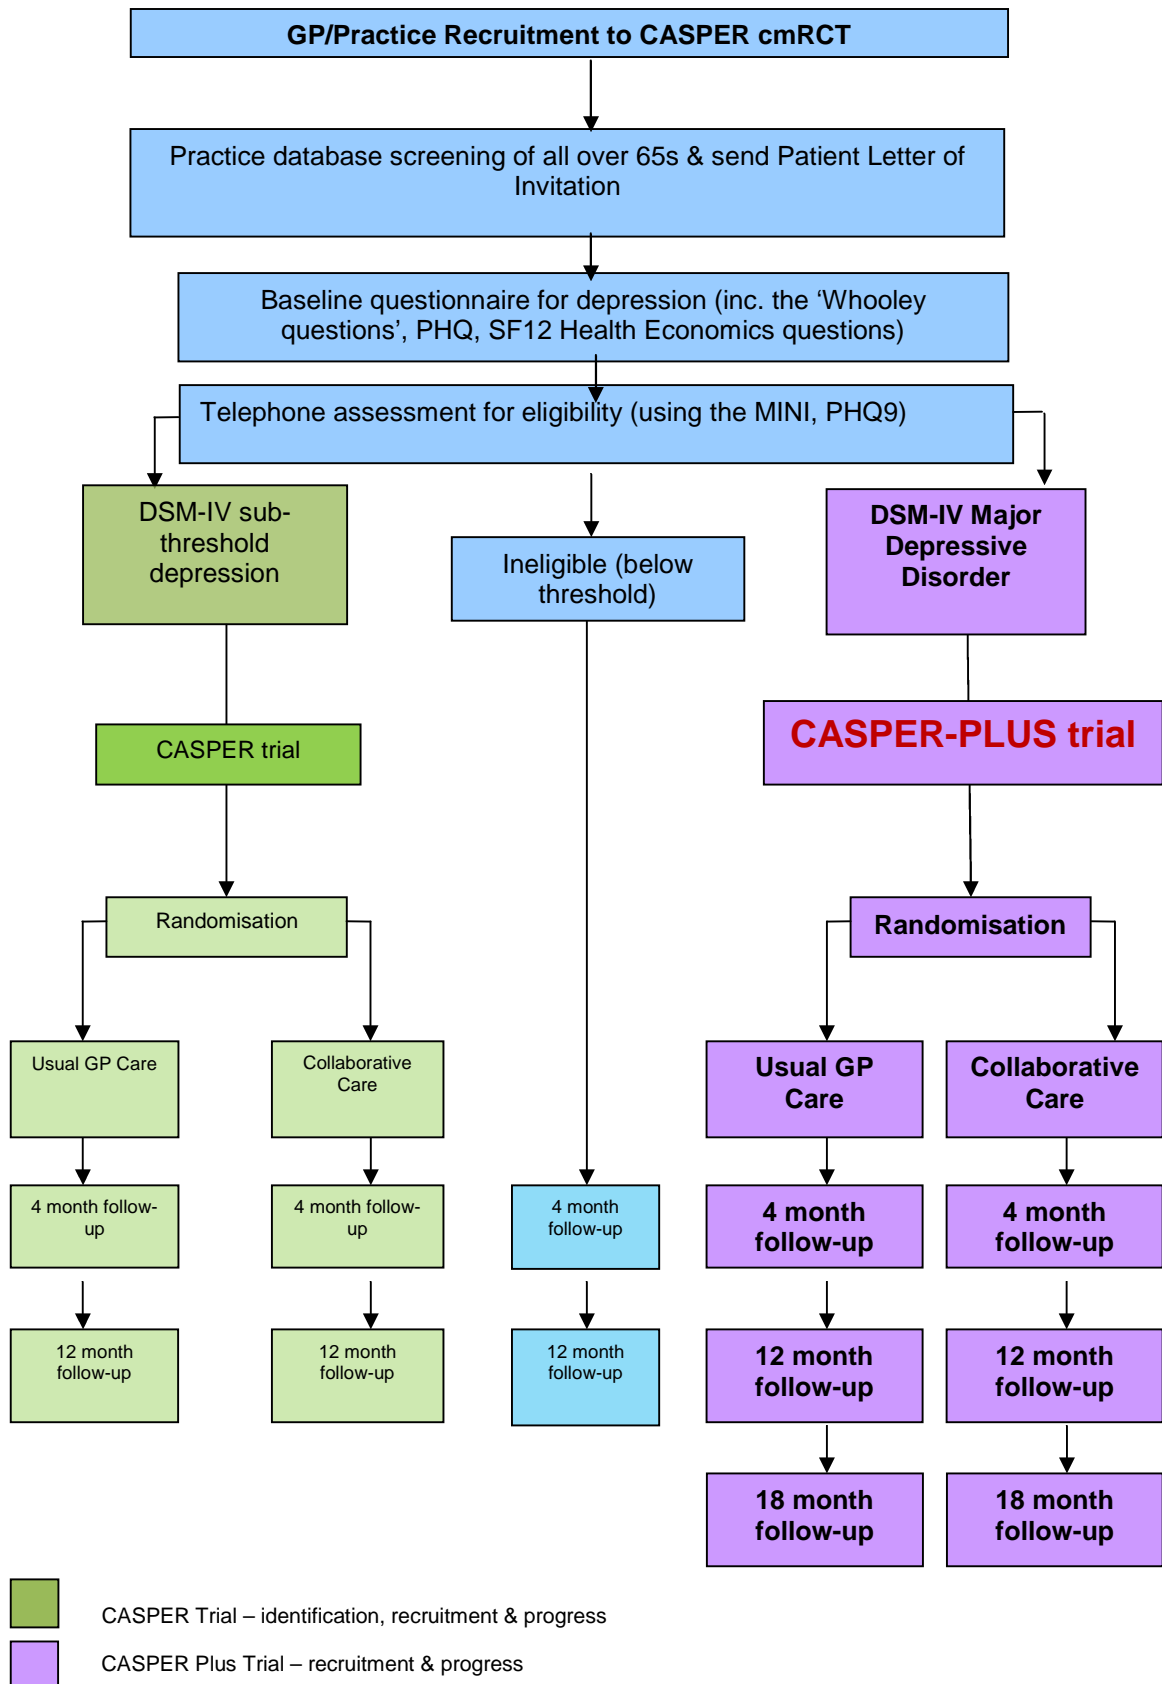 GP/Practice Recruitment to CASPER cmRCT
Practice database screening of all over 65s & send Patient Letter of
Invitation
Baseline questionnaire for depression (inc. the ‘Whooley
questions’, PHQ, SF12 Health Economics questions)
Telephone assessment for eligibility (using the MINI, PHQ9)
DSM-IV sub-
threshold
depression
Ineligible (below
threshold)
DSM-IV Major
Depressive
Disorder
CASPER trial
CASPER-PLUS trial
Randomisation
Randomisation
Usual GP Care
Collaborative
Care
Usual GP
Care
Collaborative
Care
4 month follow-
up
4 month follow-
up
4 month
follow-up
4 month
follow-up
4 month
follow-up
12 month
follow-up
12 month
follow-up
12 month
follow-up
12 month
follow-up
12 month
follow-up
18 month
follow-up
18 month
follow-up
CASPER Trial – identification, recruitment & progress
CASPER Plus Trial – recruitment & progress